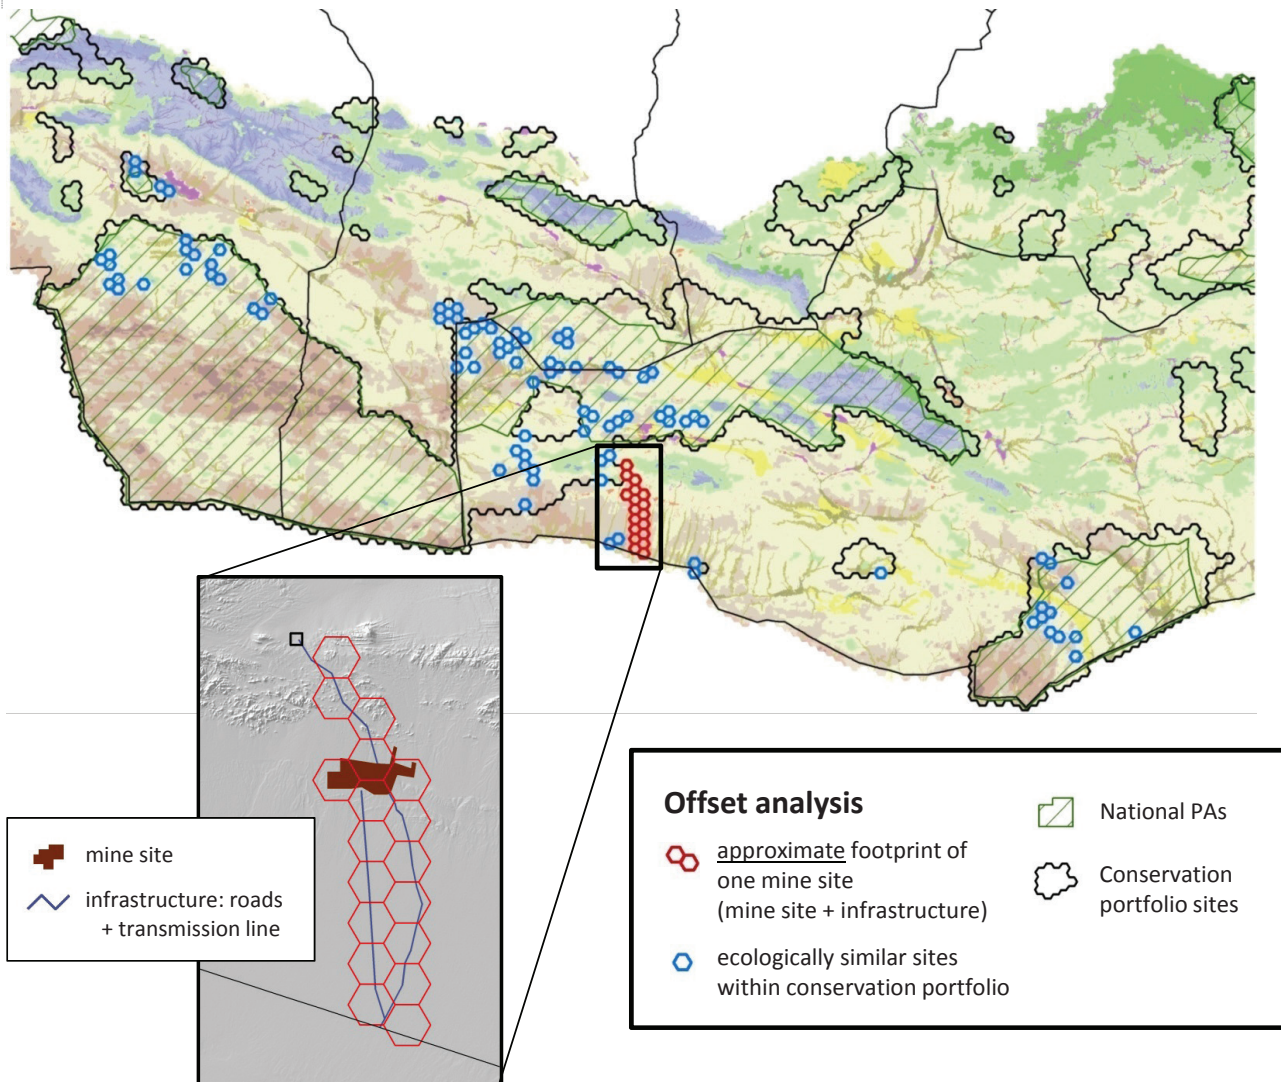 mine site
infrastructure: roads
+ transmission line
Offset analysis
approximate footprint of
one mine site
(mine site + infrastructure)
ecologically similar sites
within conservation portfolio
National PAs
Conservation
portfolio sites